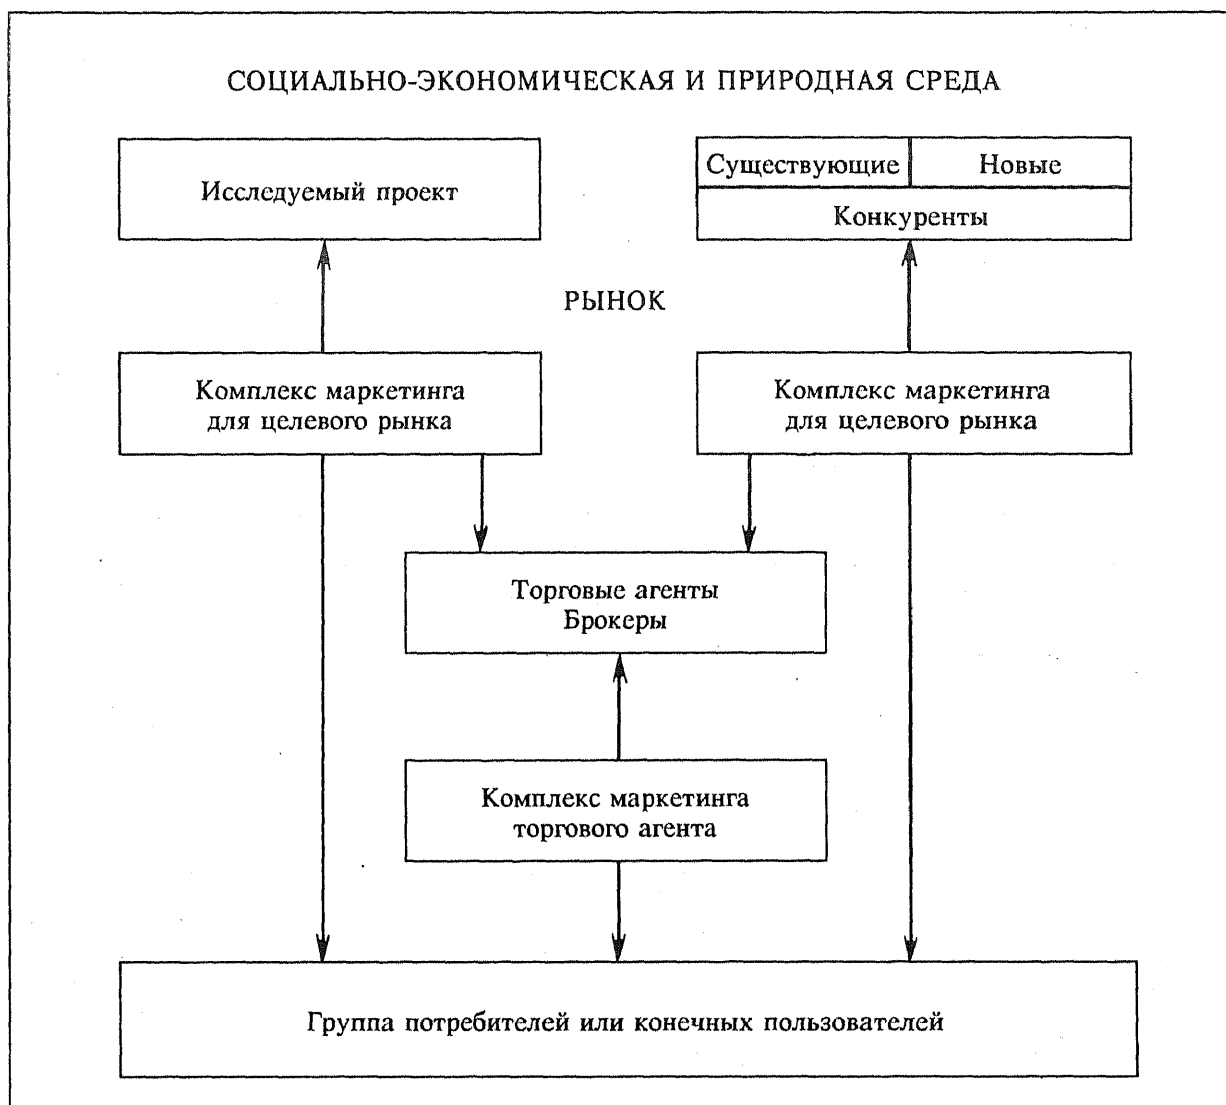 СОЦИАЛЬНО-ЭКОНОМИЧЕСКАЯ И ПРИРОДНАЯ СРЕДА
Исследуемый проект
Существующие
Новые
Конкуренты
РЫНОК
Комплекс маркетинга
для целевого рынка
Комплекс маркетинга
для целевого рынка
Торговые агенты
Брокеры
Комплекс маркетинга
торгового агента
Группа потребителей или конечных пользователей